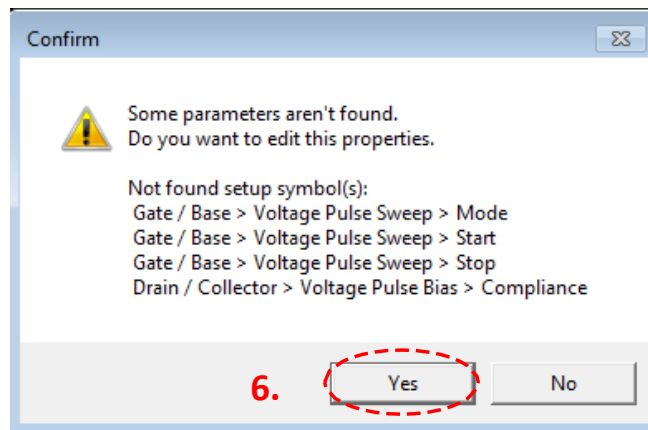 Confirm
Some parameters aren't found.
Do you want to edit this properties.
Not found setup symbol(s):
Gate / Base > Voltage Pulse Sweep > Mode
Gate / Base > Voltage Pulse Sweep > Start
Gate / Base > Voltage Pulse Sweep > Stop
Drain / Collector > Voltage Pulse Bias > Compliance
6. Yes No